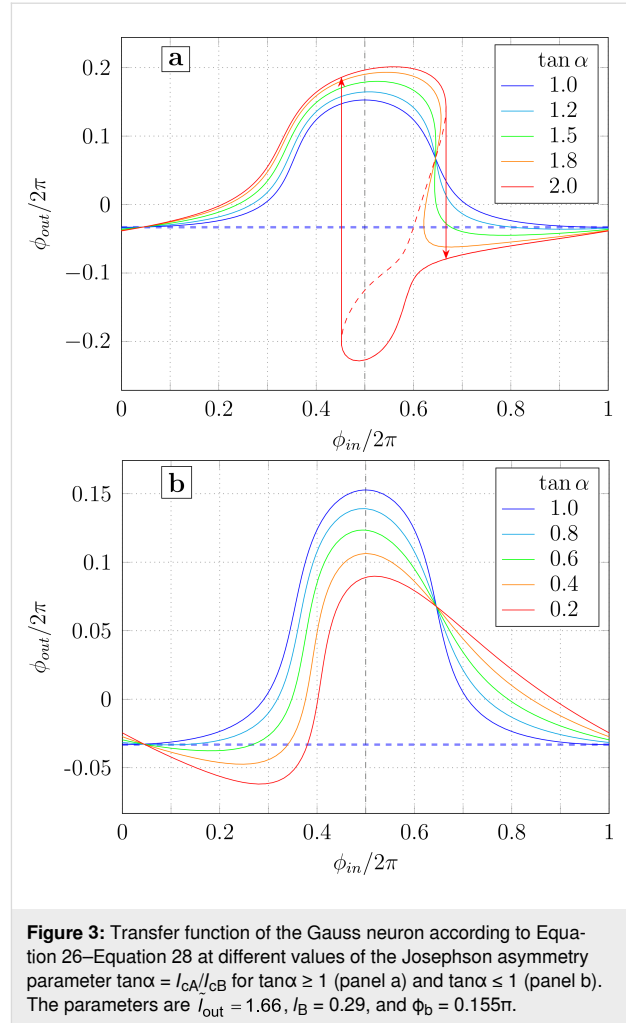 a
tan α
1.0
1.2
1.5
1.8
2.0
0.2
0.1
0
−0.1
−0.2
ϕout/2π
0 0.2 0.4 0.6 0.8 1
ϕin/2π
b
tan α
1.0
0.8
0.6
0.4
0.2
0.15
0.1
0.05
0
-0.05
ϕout/2π
0 0.2 0.4 0.6 0.8 1
ϕin/2π
Figure 3: Transfer function of the Gauss neuron according to Equa-
tion 26–Equation 28 at different values of the Josephson asymmetry
parameter tanα = IcA/IcB for tanα ≥ 1 (panel a) and tanα ≤ 1 (panel b).
The parameters are l̃out = 1.66, IB = 0.29, and ϕb = 0.155π.